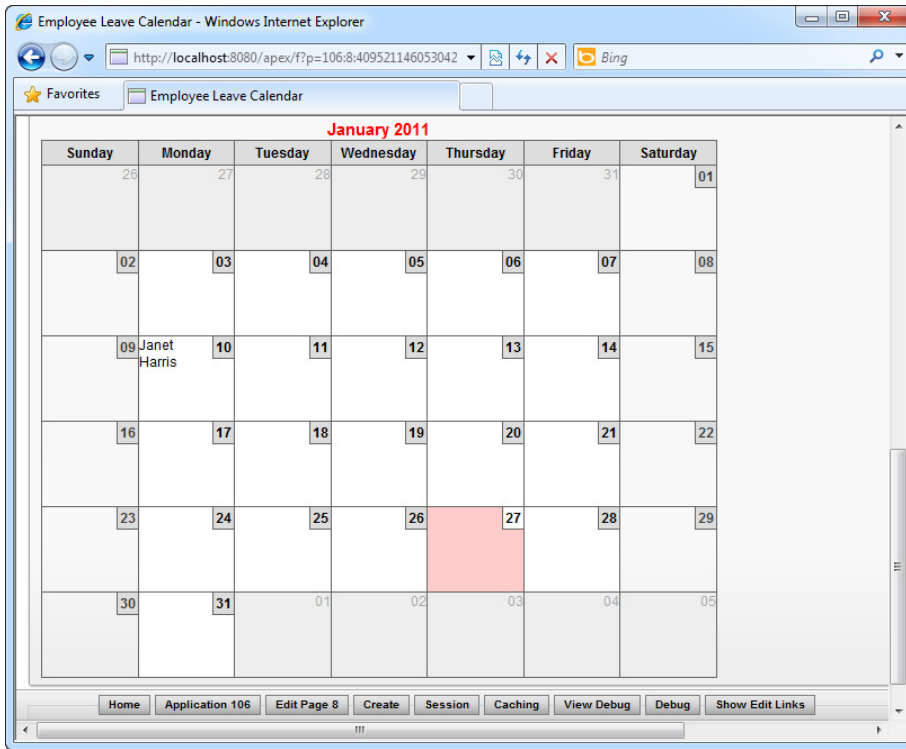 Employee Leave Calendar - Windows Internet Explorer
http://localhost:8080/apex/f?p=106:8:409521146053042
Bing
Favorites
Employee Leave Calendar
January 2011
Sunday Monday Tuesday Wednesday Thursday Friday Saturday
26 27 28 29 30 31 01
02 03 04 05 06 07 08
09 Janet 10 11 12 13 14 15
Harris
16 17 18 19 20 21 22
23 24 25 26 27 28 29
30 31 01 02 03 04 05
Home Application 106 Edit Page 8 Create Session Caching View Debug Debug Show Edit Links